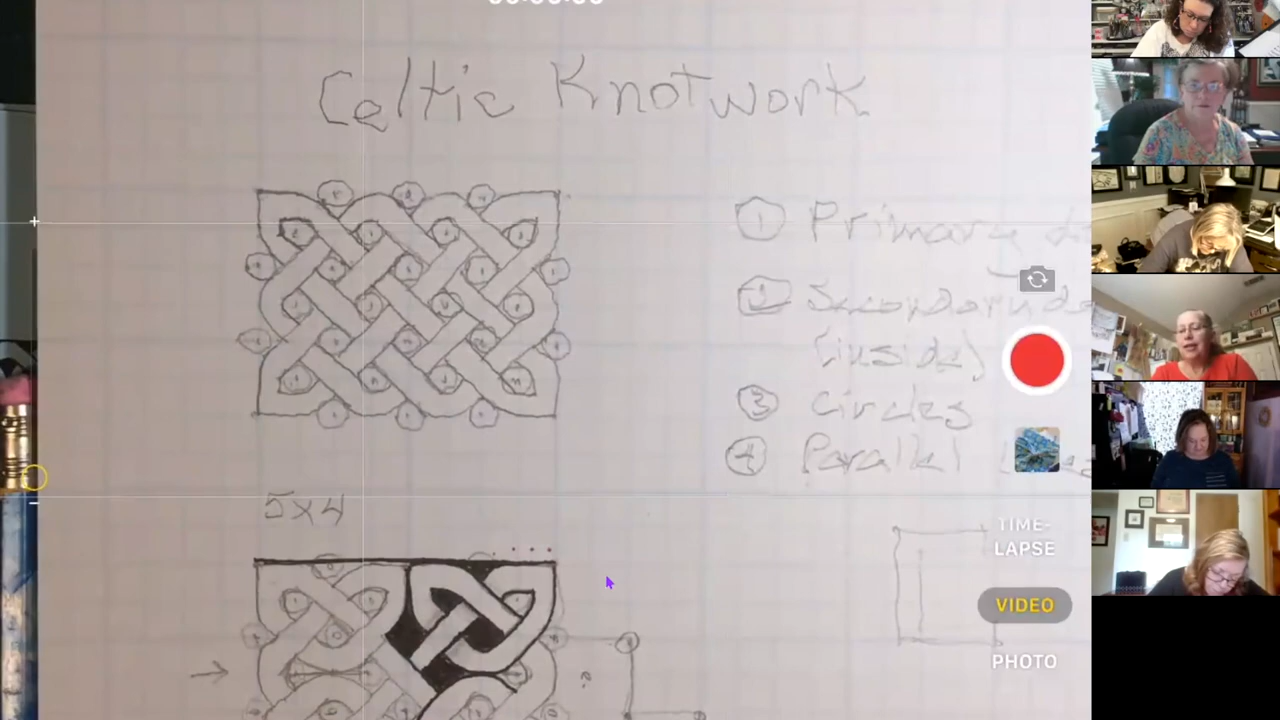 Celtic Knotwork
① Primary
② Secondary
(inside)
③ Circles
④ Parallel
5x4
TIME-
LAPSE
VIDEO
PHOTO